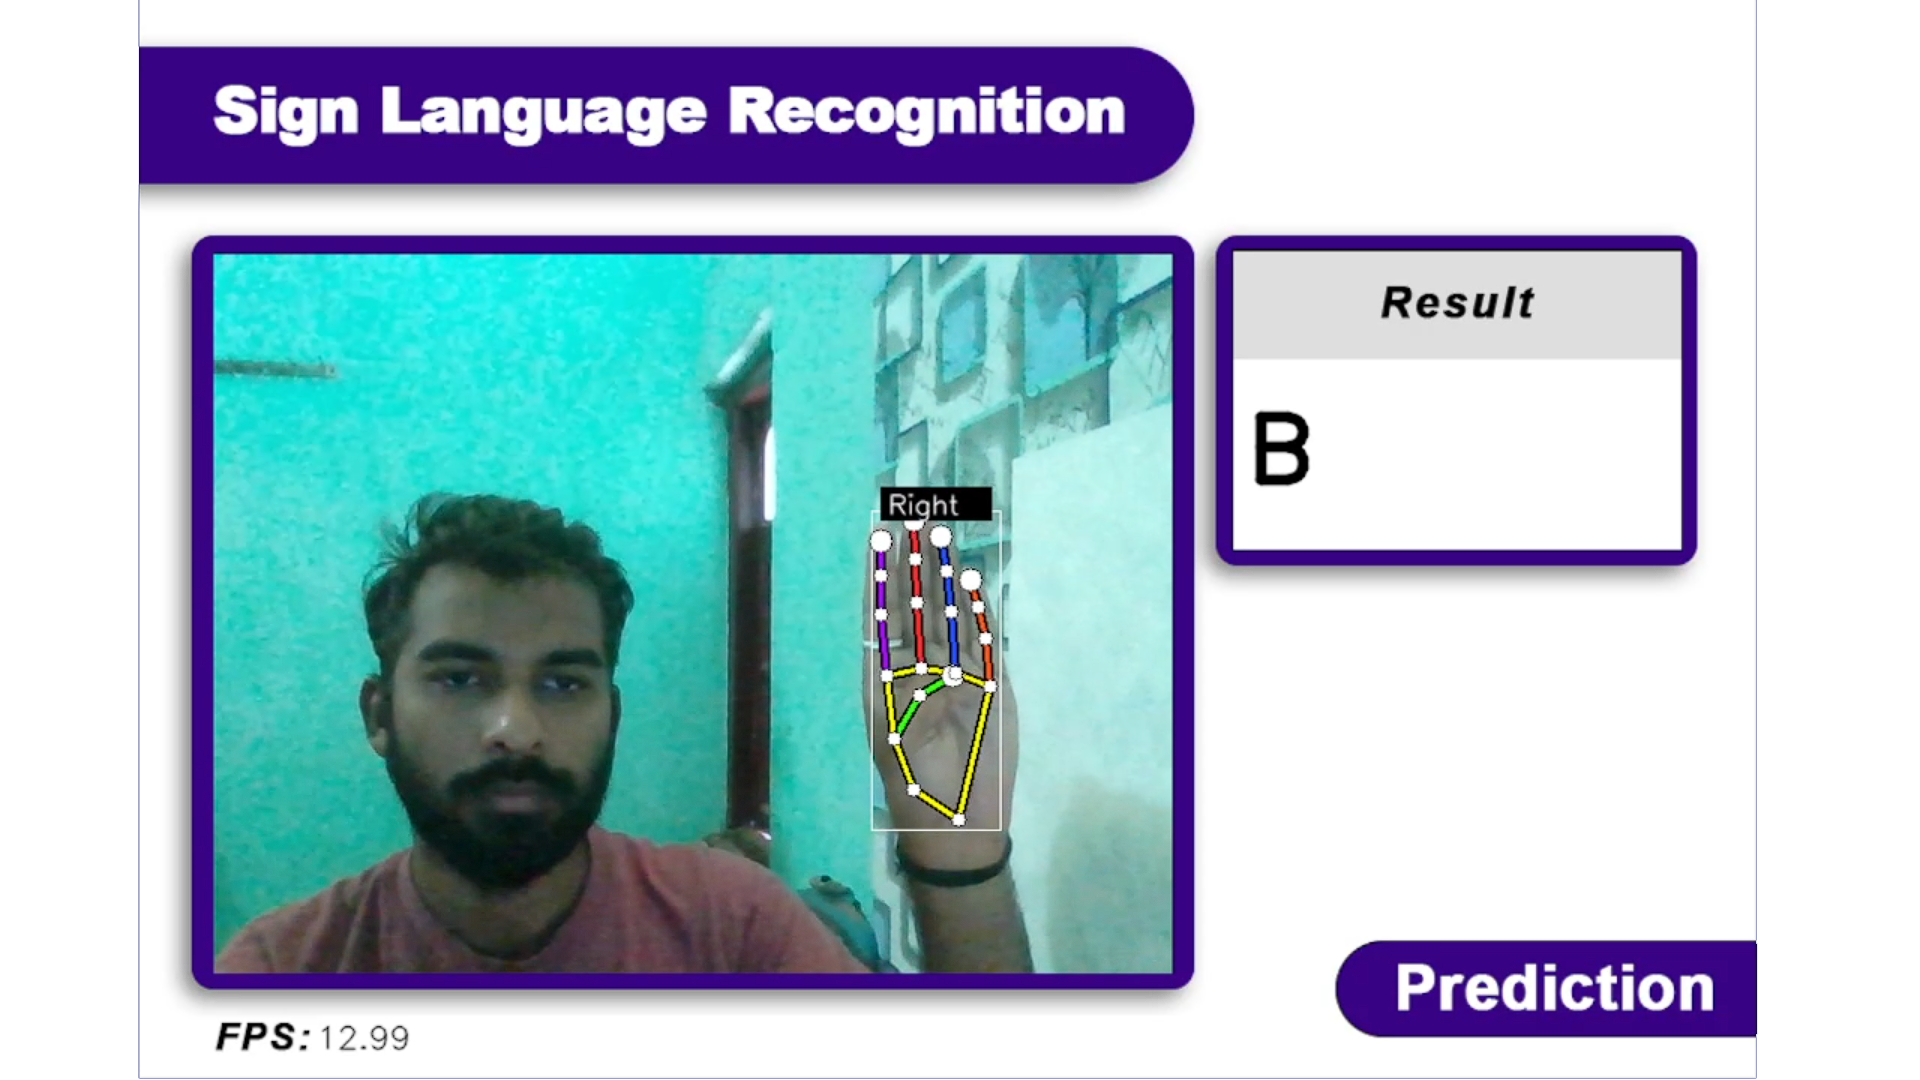 Sign Language Recognition
Result
Right
B
Prediction
FPS: 12.99